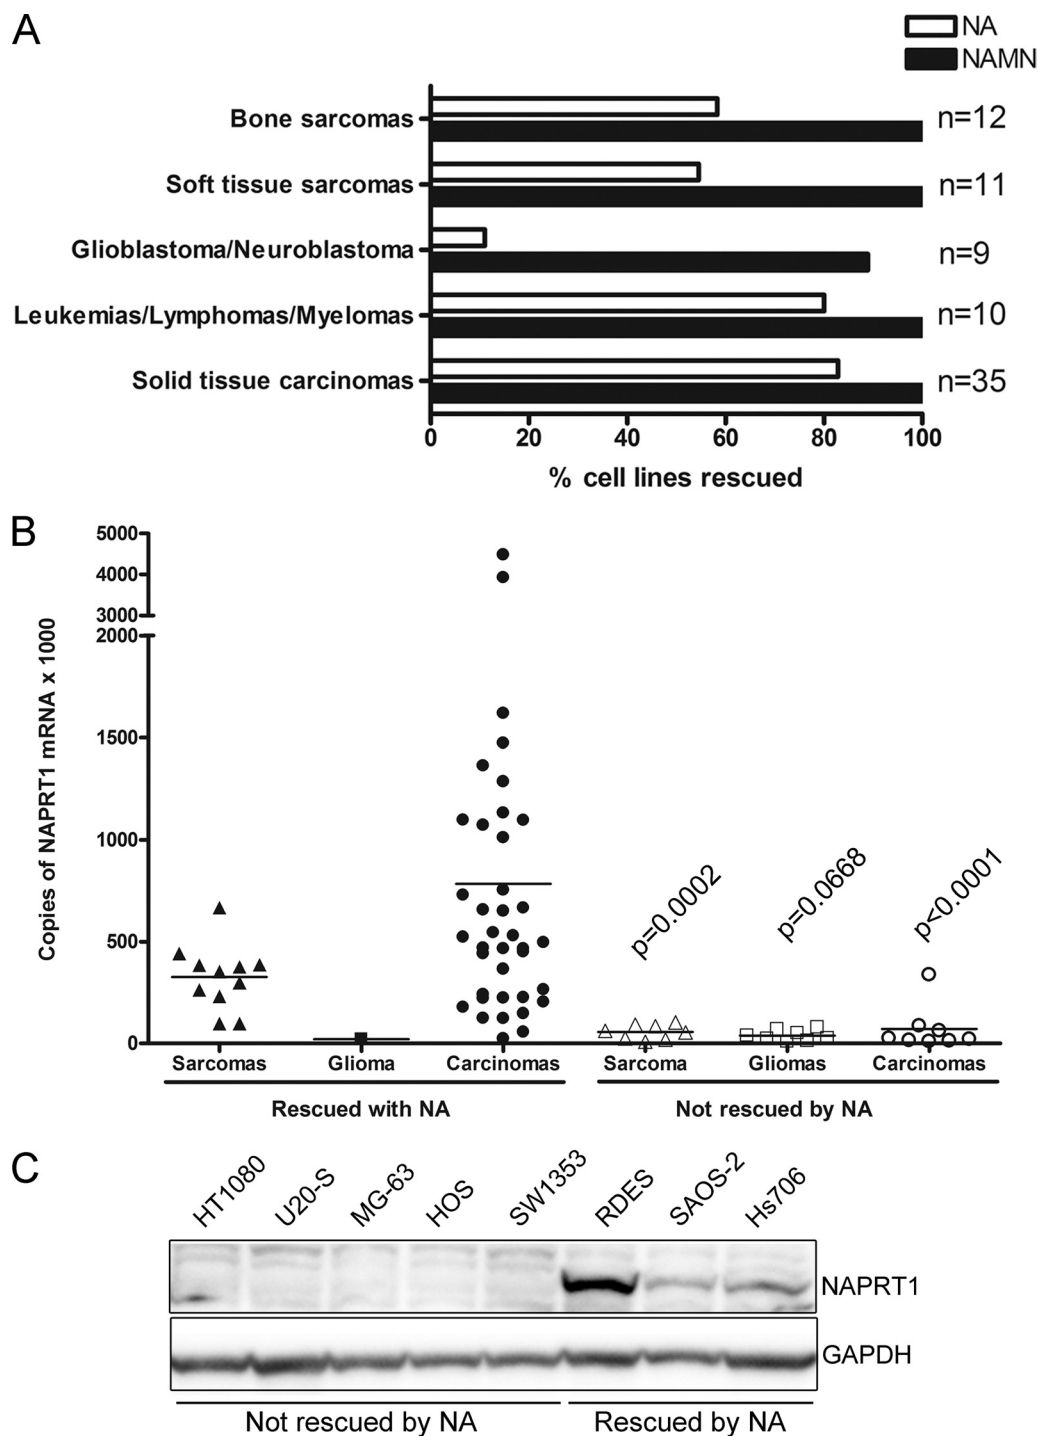 A
NA
NAMN
Bone sarcomas
n=12
Soft tissue sarcomas
n=11
Glioblastoma/Neuroblastoma
n=9
Leukemias/Lymphomas/Myelomas
n=10
Solid tissue carcinomas
n=35
0 20 40 60 80 100
% cell lines rescued
B
Copies of NAPRT1 mRNA x 1000
5000
4000
3000
2000
1500
1000
500
0
p=0.0002
p=0.0668
p<0.0001
Sarcomas Glioma Carcinomas Sarcoma Gliomas Carcinomas
Rescued with NA Not rescued by NA
C
HT1080 U20-S MG-63 HOS SW1353 RDES SAOS-2 Hs706
NAPRT1
GAPDH
Not rescued by NA Rescued by NA